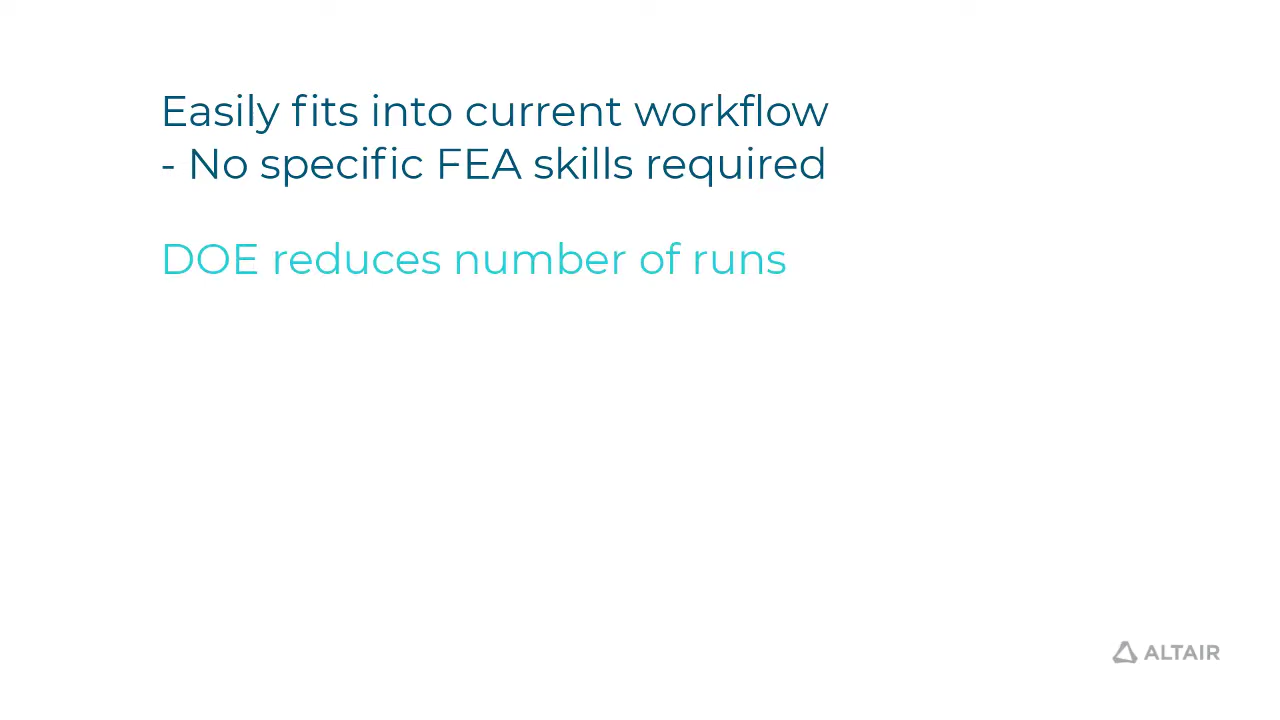 Easily fits into current workflow
- No specific FEA skills required
DOE reduces number of runs
ALTAIR